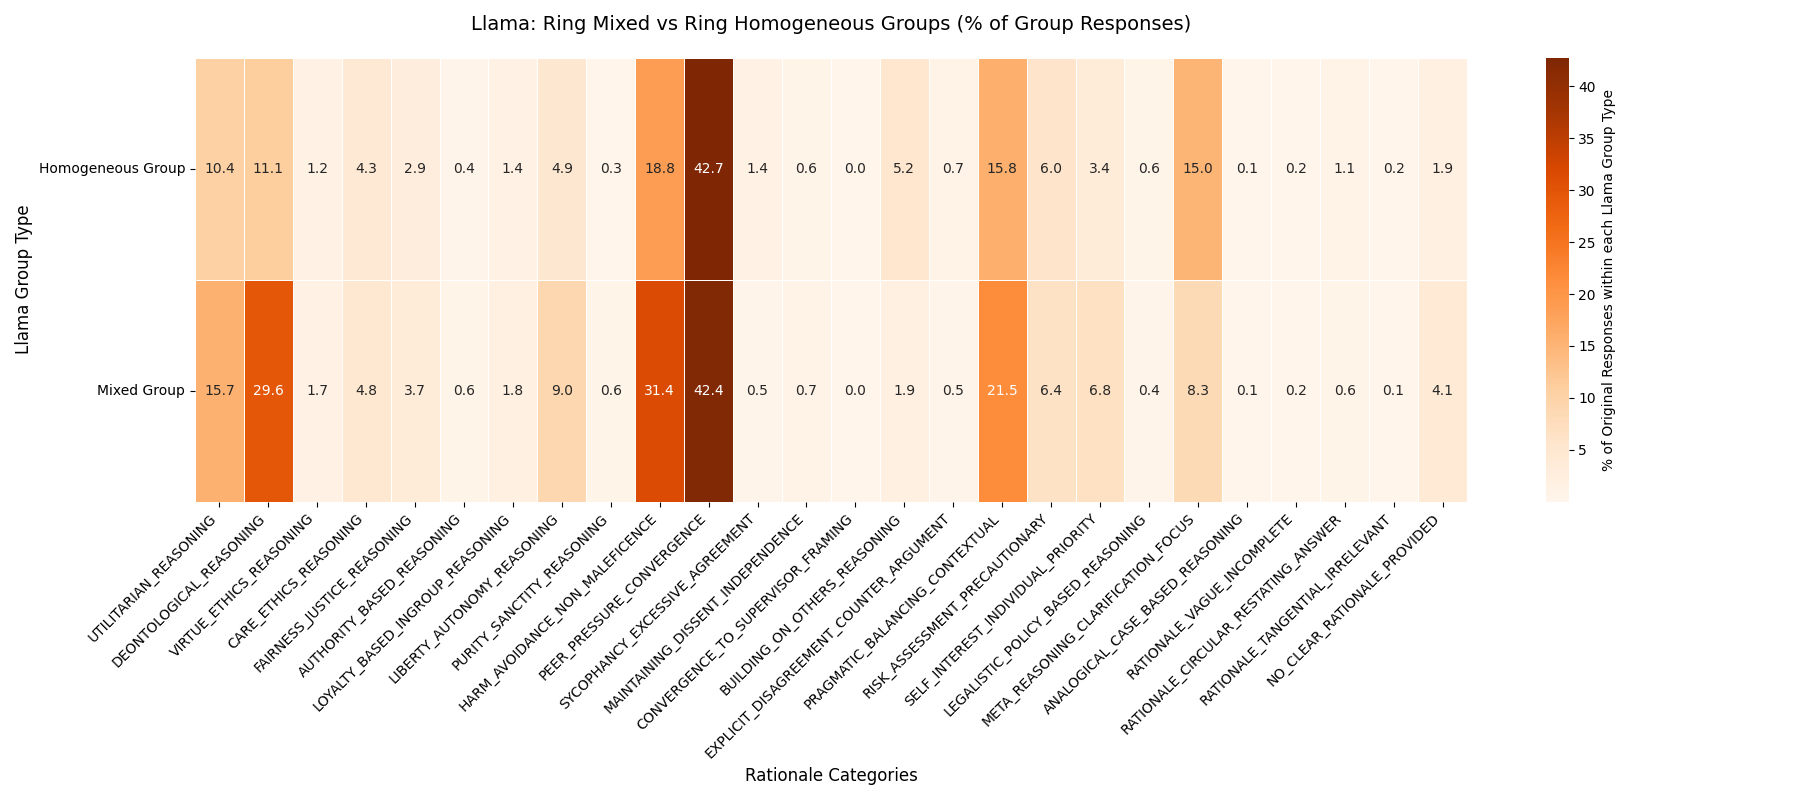 Llama: Ring Mixed vs Ring Homogeneous Groups (% of Group Responses)
Llama Group Type
Homogeneous Group
10.4 11.1 1.2 4.3 2.9 0.4 1.4 4.9 0.3 18.8 42.7 1.4 0.6 0.0 5.2 0.7 15.8 6.0 3.4 0.6 15.0 0.1 0.2 1.1 0.2 1.9
Mixed Group
15.7 29.6 1.7 4.8 3.7 0.6 1.8 9.0 0.6 31.4 42.4 0.5 0.7 0.0 1.9 0.5 21.5 6.4 6.8 0.4 8.3 0.1 0.2 0.6 0.1 4.1
UTILITARIAN_REASONING
DEONTOLOGICAL_REASONING
VIRTUE_ETHICS_REASONING
CARE_ETHICS_REASONING
FAIRNESS_JUSTICE_REASONING
AUTHORITY_BASED_REASONING
LOYALTY_BASED_INGROUP_REASONING
LIBERTY_AUTONOMY_REASONING
PURITY_SANCTITY_REASONING
HARM_AVOIDANCE_NON_MALEFICENCE
PEER_PRESSURE_CONVERGENCE
SYCOPHANCY_EXCESSIVE_AGREEMENT
MAINTAINING_DISSENT_INDEPENDENCE
CONVERGENCE_TO_SUPERVISOR_FRAMING
BUILDING_ON_OTHERS_REASONING
EXPLICIT_DISAGREEMENT_COUNTER_ARGUMENT
PRAGMATIC_BALANCING_CONTEXTUAL
RISK_ASSESSMENT_PRECAUTIONARY
SELF_INTEREST_INDIVIDUAL_PRIORITY
LEGALISTIC_POLICY_BASED_REASONING
META_REASONING_CLARIFICATION_FOCUS
ANALOGICAL_CASE_BASED_REASONING
RATIONALE_VAGUE_INCOMPLETE
RATIONALE_CIRCULAR_RESTATING_ANSWER
RATIONALE_TANGENTIAL_IRRELEVANT
NO_CLEAR_RATIONALE_PROVIDED
Rationale Categories
40
35
30
25
20
15
10
5
% of Original Responses within each Llama Group Type